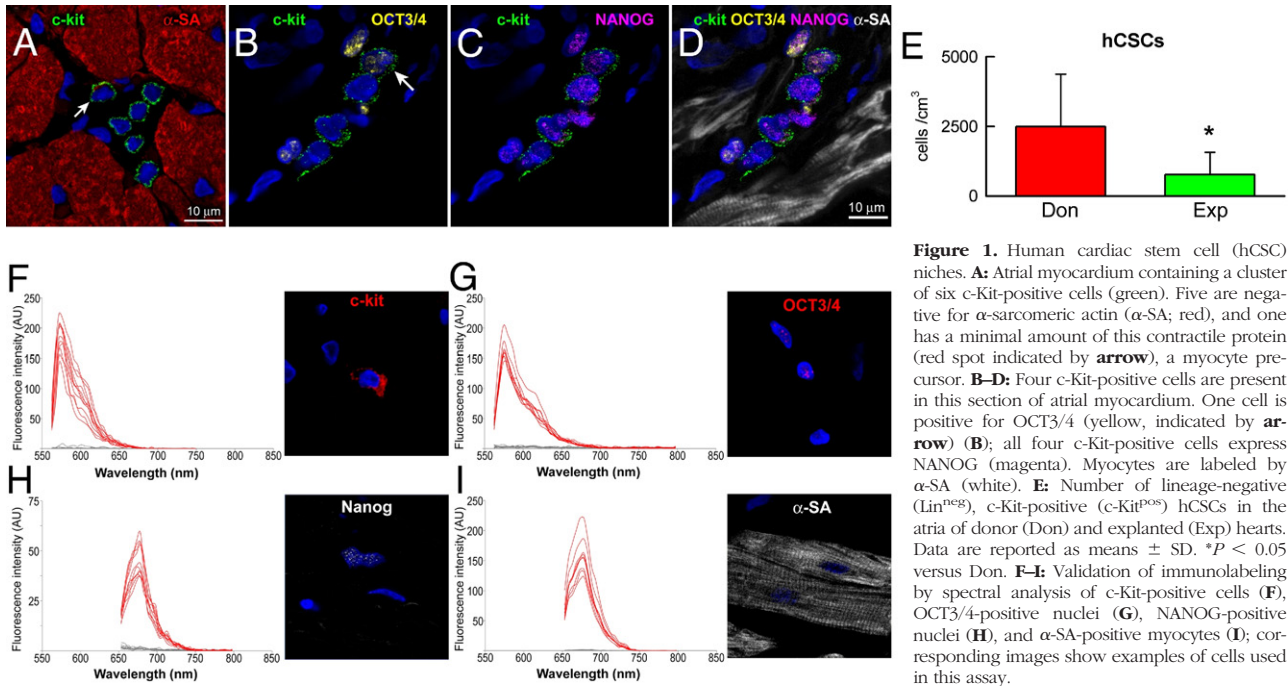 A
c-kit
α-SA
10 μm
B
c-kit
OCT3/4
C
c-kit
NANOG
D
c-kit OCT3/4 NANOG α-SA
10 μm
E
hCSCs
cells /cm³
5000
2500
0
*
Don
Exp
F
Fluorescence intensity (AU)
250
200
150
100
50
550 600 650 700 750 800 850
Wavelength (nm)
c-kit
G
Fluorescence intensity (AU)
250
200
150
100
50
550 600 650 700 750 800 850
Wavelength (nm)
OCT3/4
H
Fluorescence intensity (AU)
75
50
25
550 600 650 700 750 800 850
Wavelength (nm)
Nanog
I
Fluorescence intensity (AU)
250
200
150
100
50
550 600 650 700 750 800 850
Wavelength (nm)
α-SA
Figure 1. Human cardiac stem cell (hCSC)
niches. A: Atrial myocardium containing a cluster
of six c-Kit-positive cells (green). Five are nega-
tive for α-sarcomeric actin (α-SA; red), and one
has a minimal amount of this contractile protein
(red spot indicated by arrow), a myocyte pre-
cursor. B–D: Four c-Kit-positive cells are present
in this section of atrial myocardium. One cell is
positive for OCT3/4 (yellow, indicated by ar-
row) (B); all four c-Kit-positive cells express
NANOG (magenta). Myocytes are labeled by
α-SA (white). E: Number of lineage-negative
(Linneg), c-Kit-positive (c-Kitpos) hCSCs in the
atria of donor (Don) and explanted (Exp) hearts.
Data are reported as means ± SD. *P < 0.05
versus Don. F–I: Validation of immunolabeling
by spectral analysis of c-Kit-positive cells (F),
OCT3/4-positive nuclei (G), NANOG-positive
nuclei (H), and α-SA-positive myocytes (I); cor-
responding images show examples of cells used
in this assay.